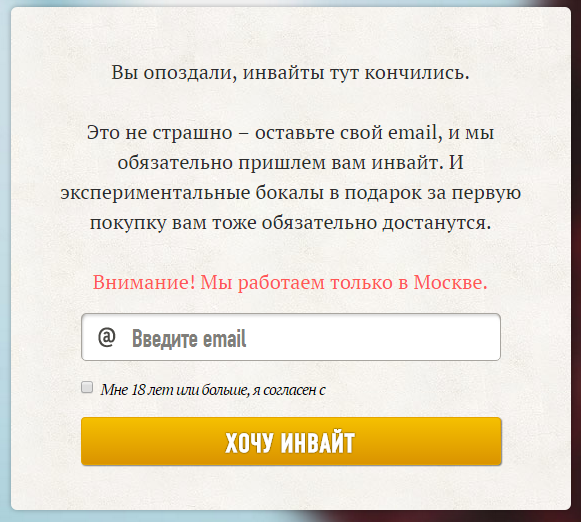 Вы опоздали, инвайты тут кончились.
Это не страшно – оставьте свой email, и мы
обязательно пришлем вам инвайт. И
экспериментальные бокалы в подарок за первую
покупку вам тоже обязательно достанутся.
Внимание! Мы работаем только в Москве.
@ Введите email
Мне 18 лет или больше, я согласен с
ХОЧУ ИНВАЙТ